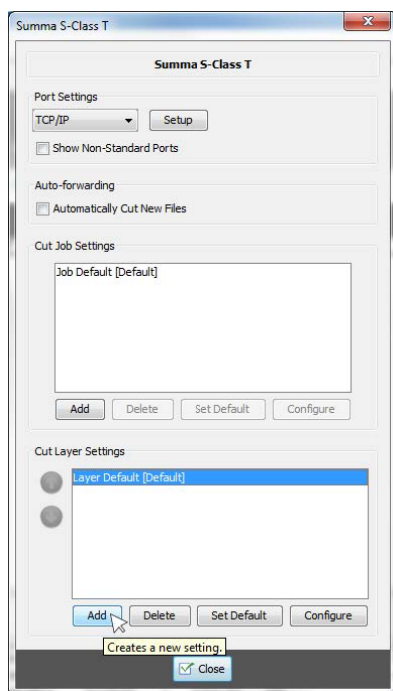 Summa S-Class T
Summa S-Class T
Port Settings
TCP/IP Setup
Show Non-Standard Ports
Auto-forwarding
Automatically Cut New Files
Cut Job Settings
Job Default [Default]
Add Delete Set Default Configure
Cut Layer Settings
Layer Default [Default]
Add Delete Set Default Configure
Creates a new setting.
Close